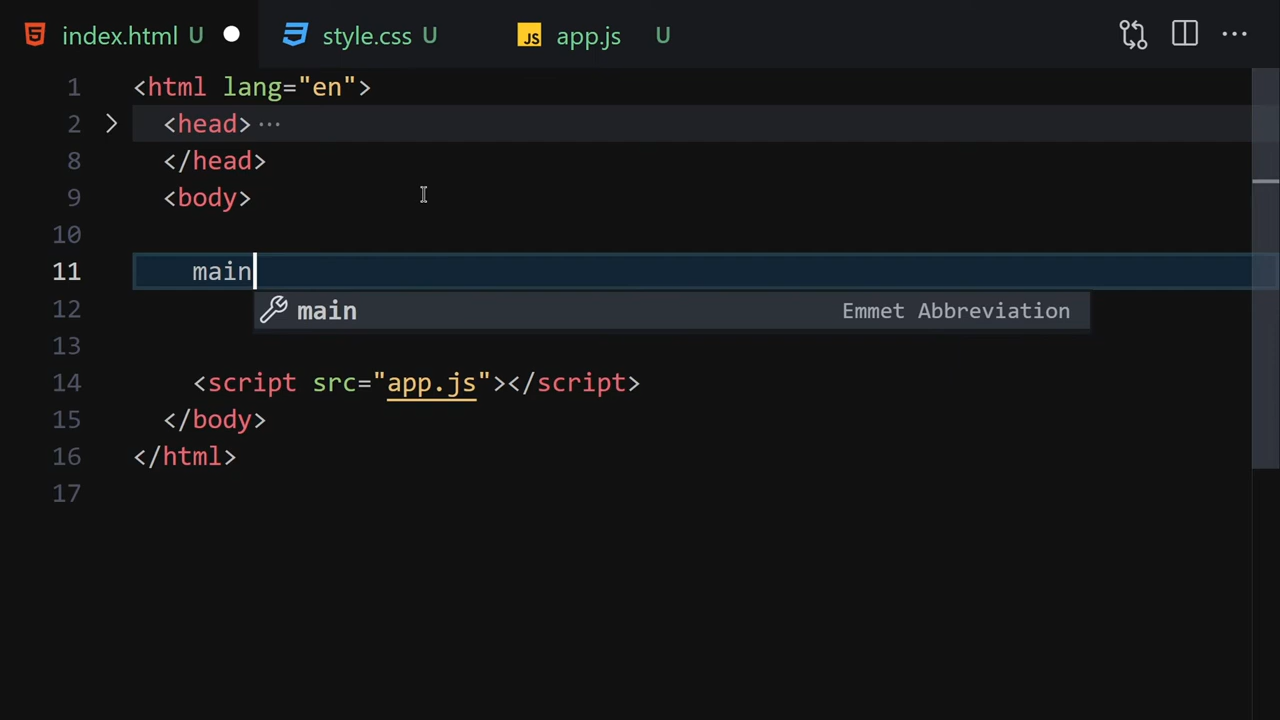 index.html U style.css U JS app.js U
1 <html lang="en">
2 <head> ···
8 </head>
9 <body>
10
11 main
12 main Emmet Abbreviation
13
14 <script src="app.js"></script>
15 </body>
16 </html>
17